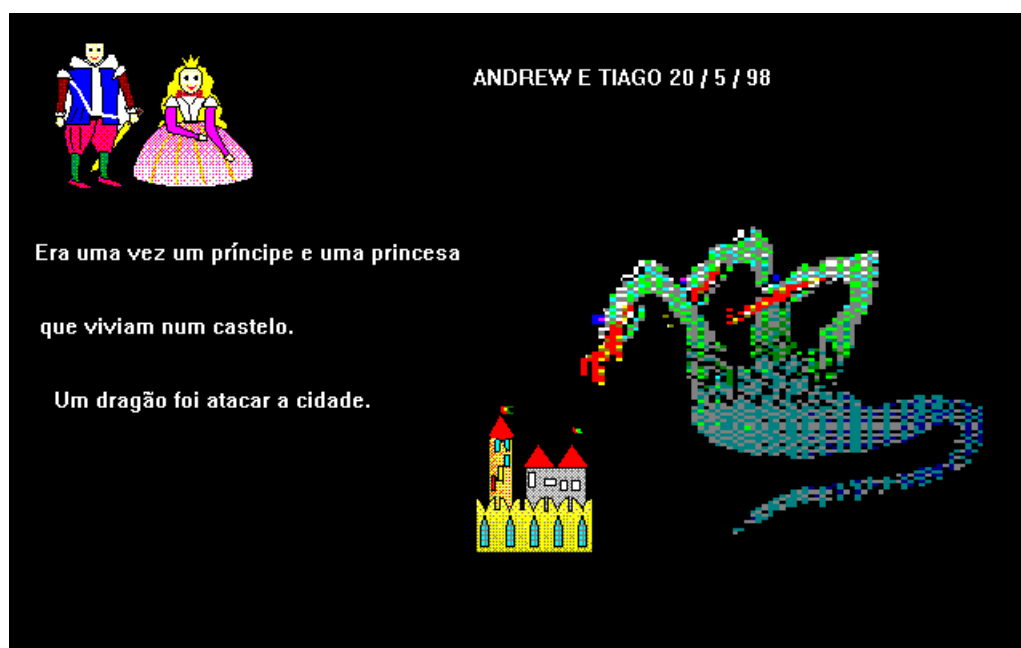 ANDREW E TIAGO 20 / 5 / 98
Era uma vez um príncipe e uma princesa
que viviam num castelo.
Um dragão foi atacar a cidade.